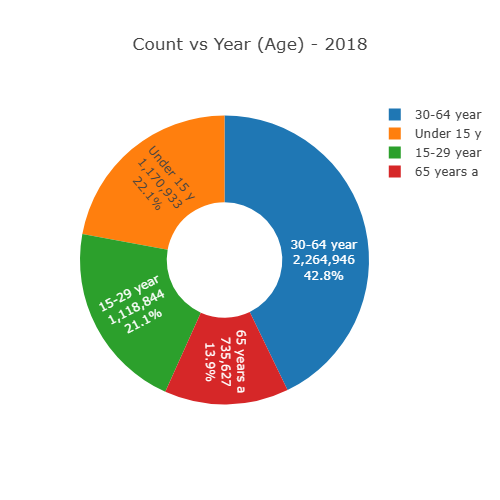 Count vs Year (Age) - 2018
30-64 year
Under 15 y
15-29 year
65 years a
Under 15 y
1,170,933
22.1%
30-64 year
2,264,946
42.8%
15-29 year
1,118,844
21.1%
65 years a
735,627
13.9%